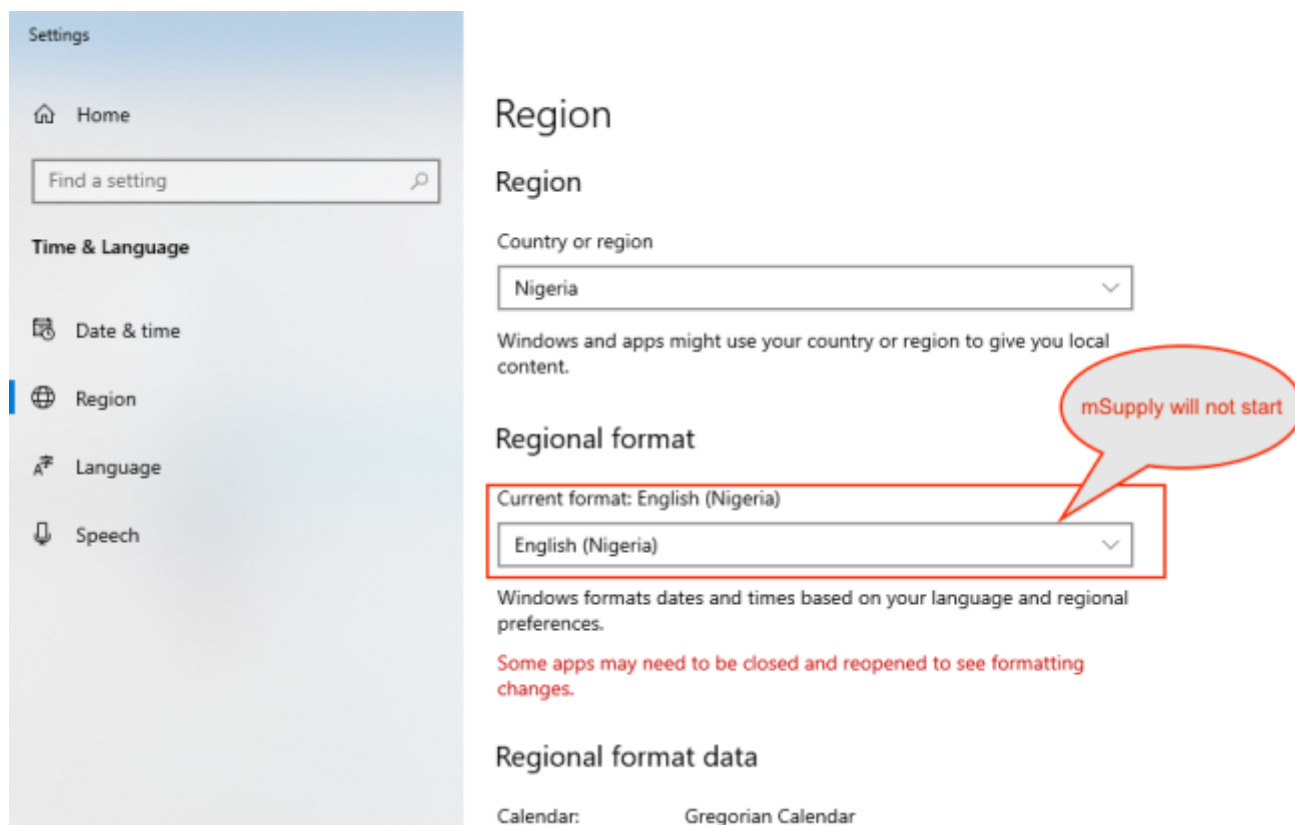 Settings
Home
Find a setting
Time & Language
Date & time
Region
Language
Speech
Region
Region
Country or region
Nigeria
Windows and apps might use your country or region to give you local
content.
mSupply will not start
Regional format
Current format: English (Nigeria)
English (Nigeria)
Windows formats dates and times based on your language and regional
preferences.
Some apps may need to be closed and reopened to see formatting
changes.
Regional format data
Calendar: Gregorian Calendar